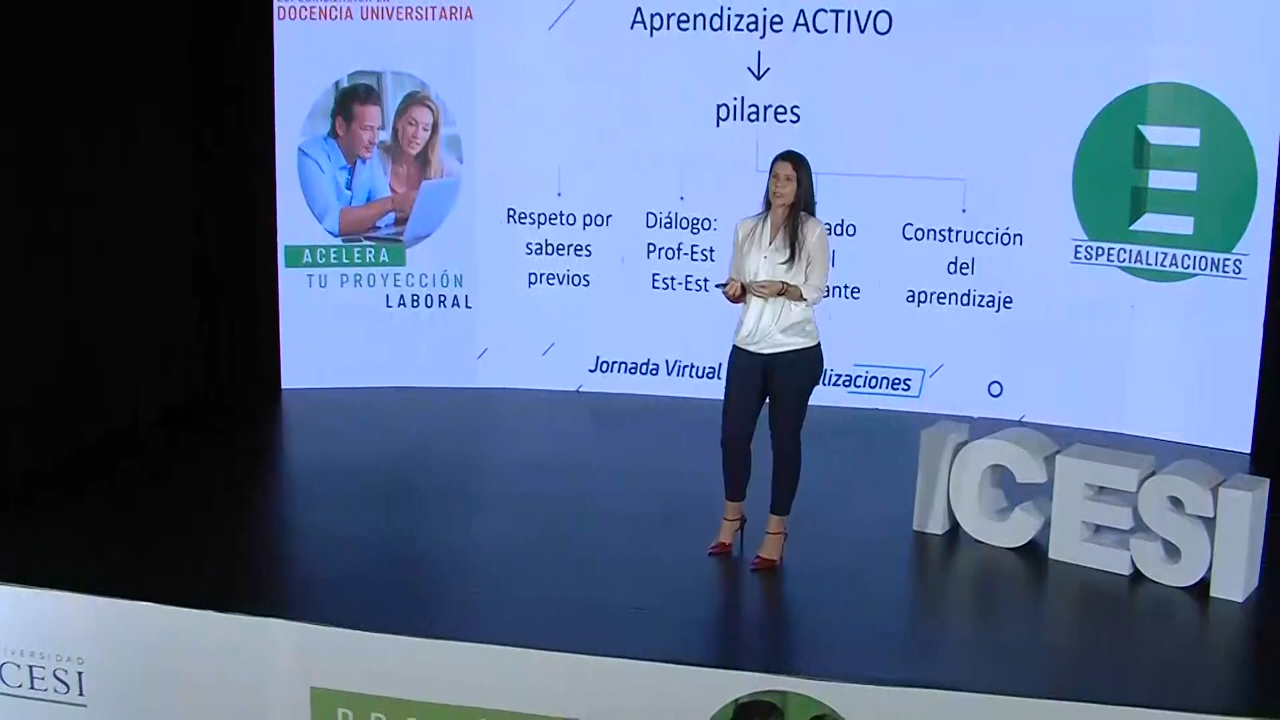 DOCENCIA UNIVERSITARIA
Aprendizaje ACTIVO
pilares
Respeto por
saberes
previos
Diálogo:
Prof-Est
Est-Est
ado
l
ante
Construcción
del
aprendizaje
ACELERA
TU PROYECCIÓN
LABORAL
ESPECIALIZACIONES
Jornada Virtual
lizaciones
ICESI
CESI